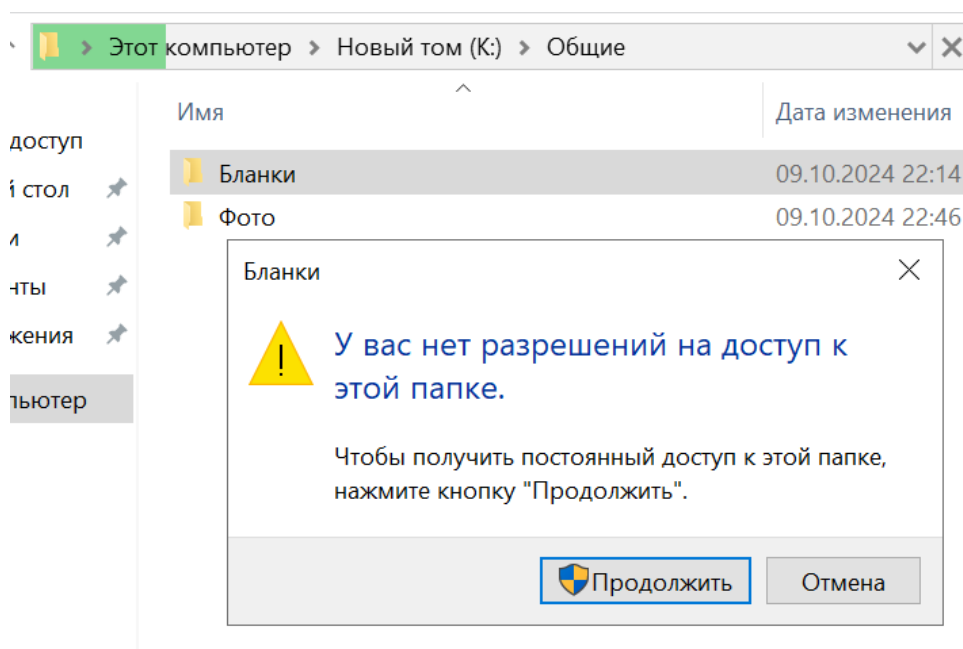 Этот компьютер > Новый том (K:) > Общие
Имя
Дата изменения
доступ
й стол
нты
жения
пьютер
Бланки 09.10.2024 22:14
Фото 09.10.2024 22:46
Бланки
У вас нет разрешений на доступ к
этой папке.
Чтобы получить постоянный доступ к этой папке,
нажмите кнопку "Продолжить".
Продолжить
Отмена